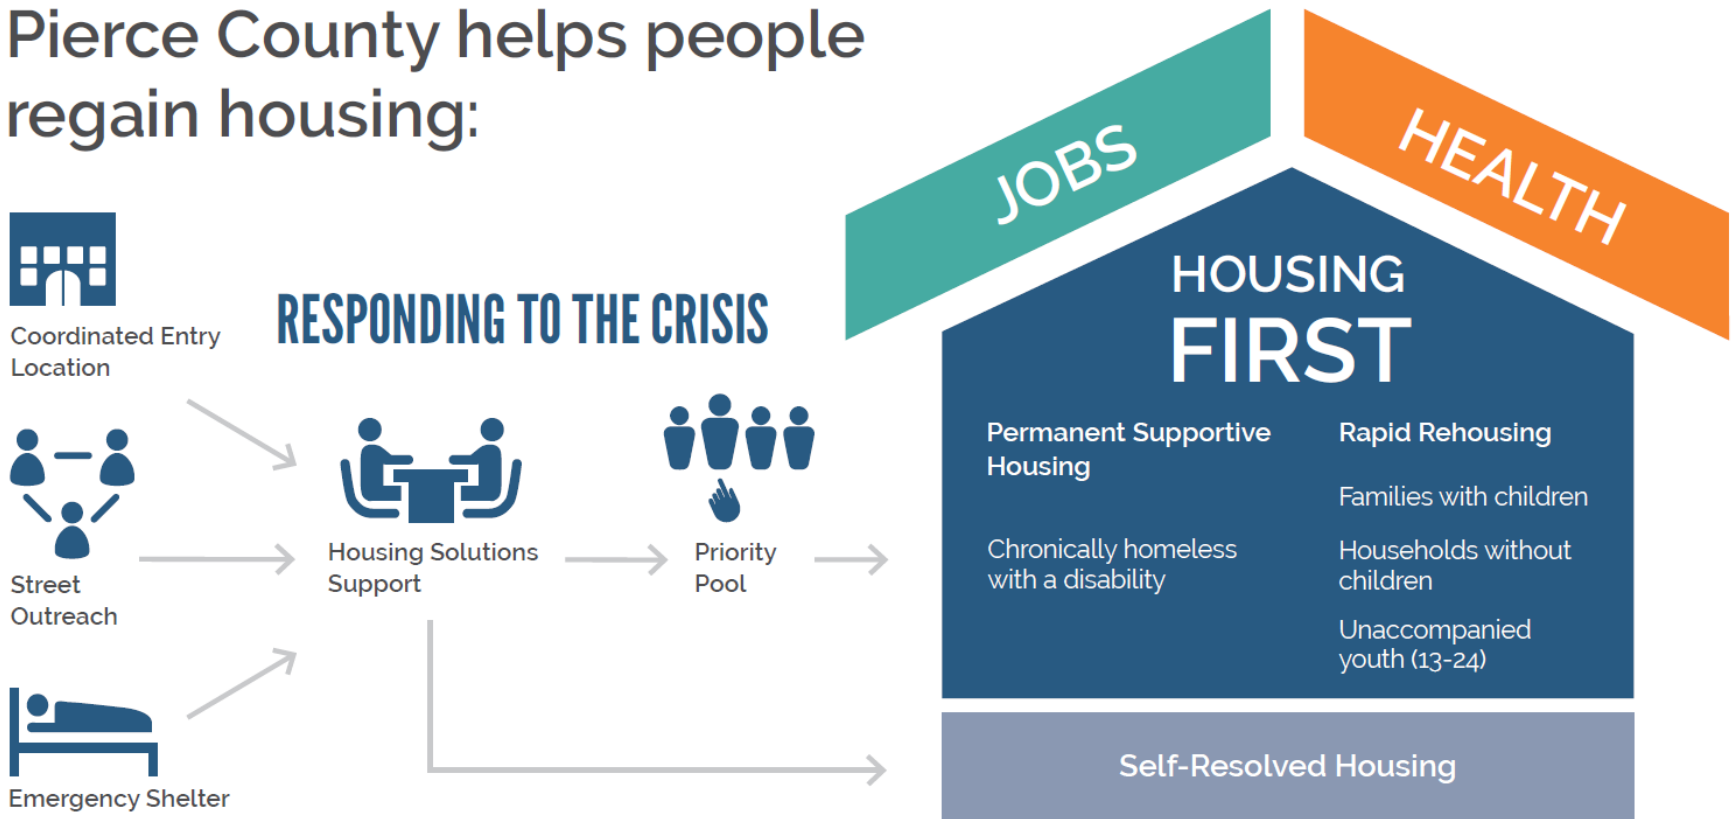 Pierce County helps people
regain housing:
Coordinated Entry
Location
Street
Outreach
Emergency Shelter
RESPONDING TO THE CRISIS
Housing Solutions
Support
Priority
Pool
JOBS
HEALTH
HOUSING
FIRST
Permanent Supportive
Housing
Chronically homeless
with a disability
Rapid Rehousing
Families with children
Households without
children
Unaccompanied
youth (13-24)
Self-Resolved Housing